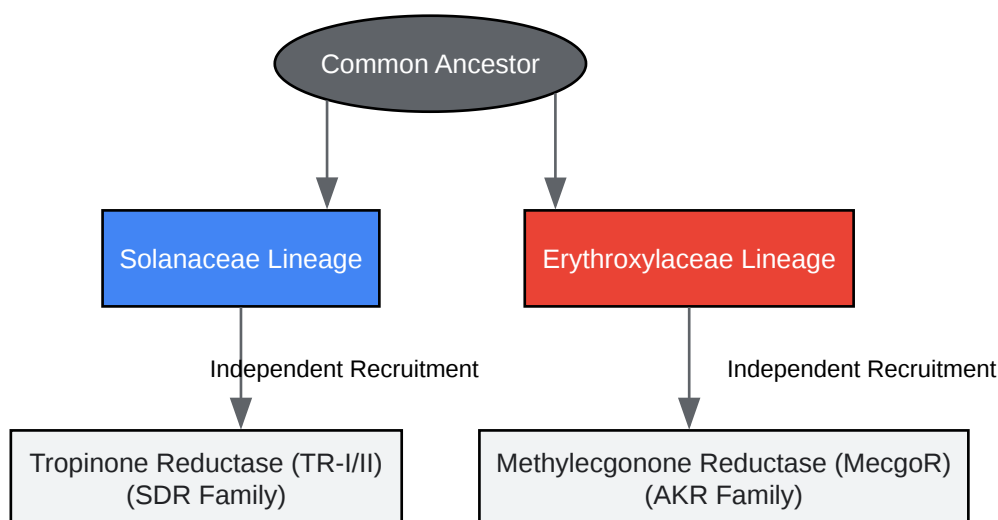 Common Ancestor
Solanaceae Lineage
Erythroxylaceae Lineage
Independent Recruitment
Independent Recruitment
Tropinone Reductase (TR-I/II)
(SDR Family)
Methylecgonone Reductase (MecgoR)
(AKR Family)